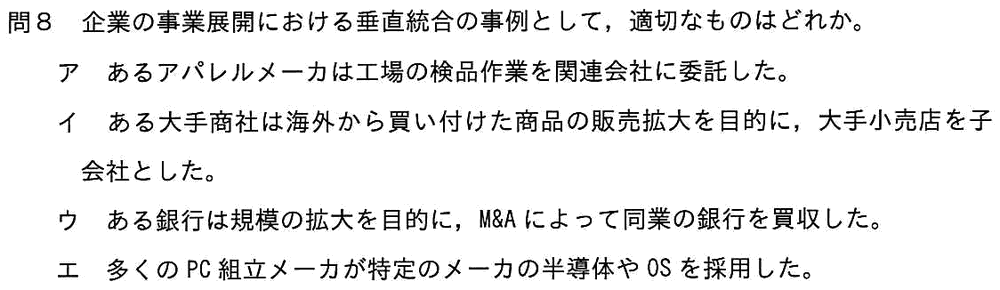 問８　企業の事業展開における垂直統合の事例として，適切なものはどれか。
ア　あるアパレルメーカは工場の検品作業を関連会社に委託した。
イ　ある大手商社は海外から買い付けた商品の販売拡大を目的に，大手小売店を子
会社とした。
ウ　ある銀行は規模の拡大を目的に，M&A によって同業の銀行を買収した。
エ　多くの PC 組立メーカが特定のメーカの半導体や OS を採用した。